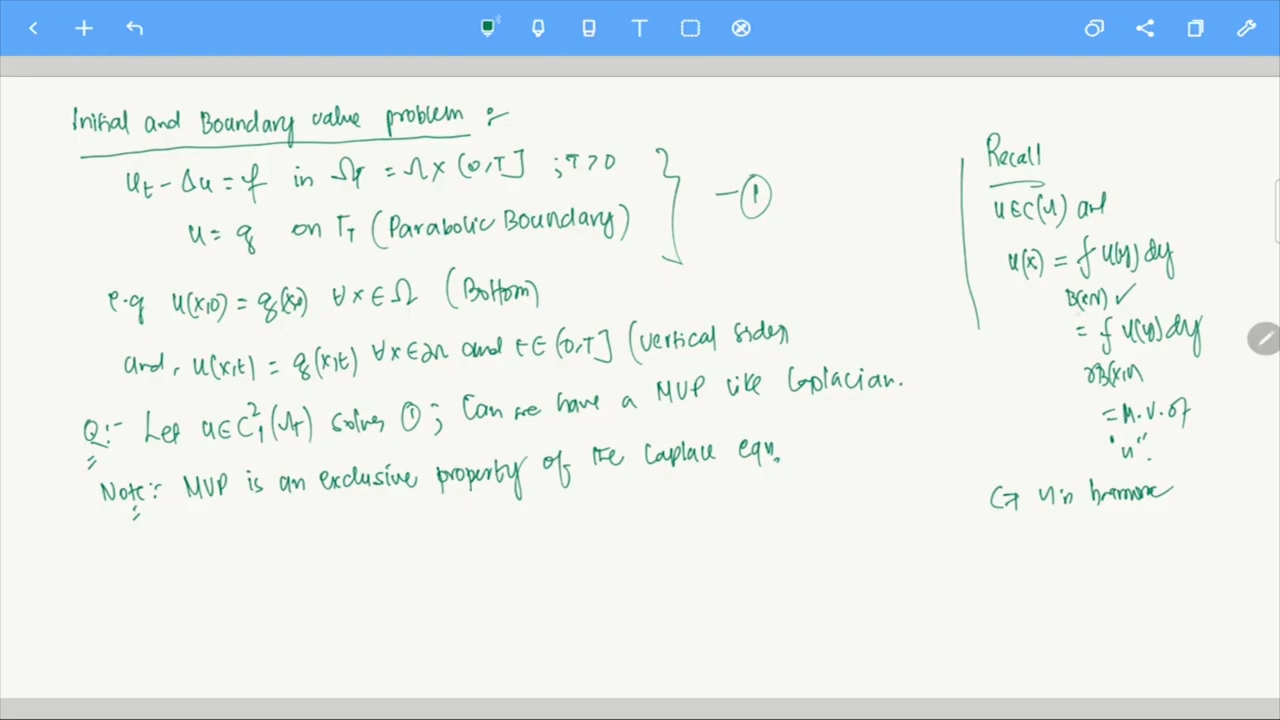 Initial and Boundary value problem :-
u_t - Δu = f in Ω_T = Ω × (0,T] ; T > 0
u = g on Γ_T (Parabolic Boundary)
— ①
e.g u(x,0) = g(x,0) ∀ x ∈ Ω (Bottom)
and, u(x,t) = g(x,t) ∀ x ∈ ∂Ω and t ∈ (0,T] (vertical sides
Q:- Let u ∈ C²₁(Ω_T) solves ①; Can we have a MVP like Laplacian.
Note:- MVP is an exclusive property of the Laplace eqn.
Recall
u ∈ C(U) and
u(x) = ⨍ u(y) dy
B(x,r) ✓
= ⨍ u(y) dy
∂B(x,r)
= M.V. of
"u".
↔ u is harmonic
T